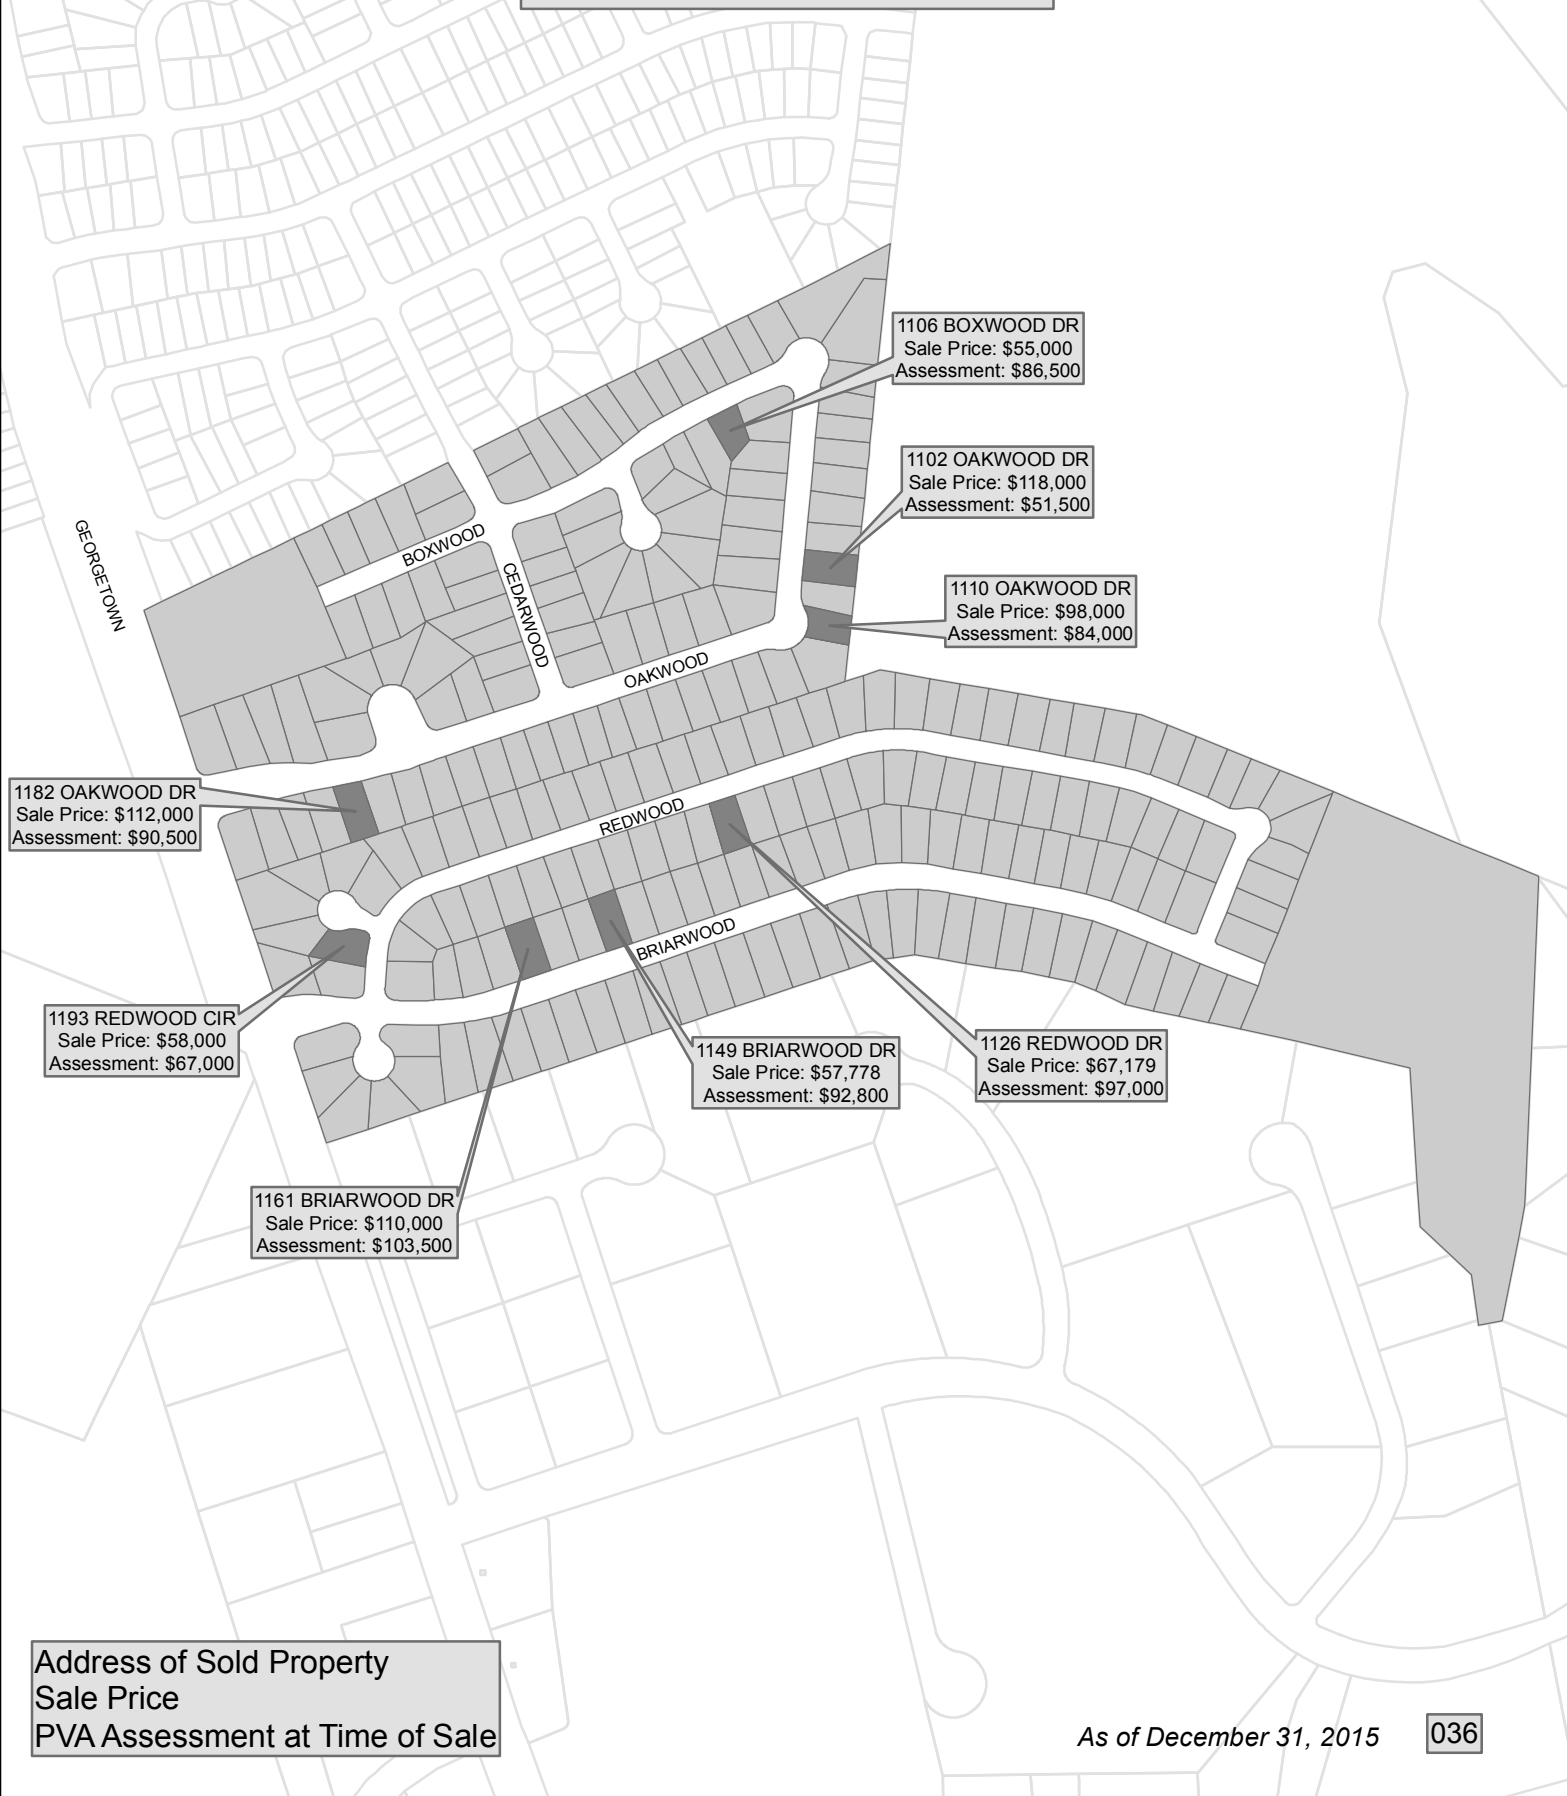 1106 BOXWOOD DR
Sale Price: $55,000
Assessment: $86,500
1102 OAKWOOD DR
Sale Price: $118,000
Assessment: $51,500
GEORGETOWN
BOXWOOD
CEDARWOOD
1110 OAKWOOD DR
Sale Price: $98,000
Assessment: $84,000
OAKWOOD
1182 OAKWOOD DR
Sale Price: $112,000
Assessment: $90,500
REDWOOD
BRIARWOOD
1193 REDWOOD CIR
Sale Price: $58,000
Assessment: $67,000
1149 BRIARWOOD DR
Sale Price: $57,778
Assessment: $92,800
1126 REDWOOD DR
Sale Price: $67,179
Assessment: $97,000
1161 BRIARWOOD DR
Sale Price: $110,000
Assessment: $103,500
Address of Sold Property
Sale Price
PVA Assessment at Time of Sale
As of December 31, 2015
036